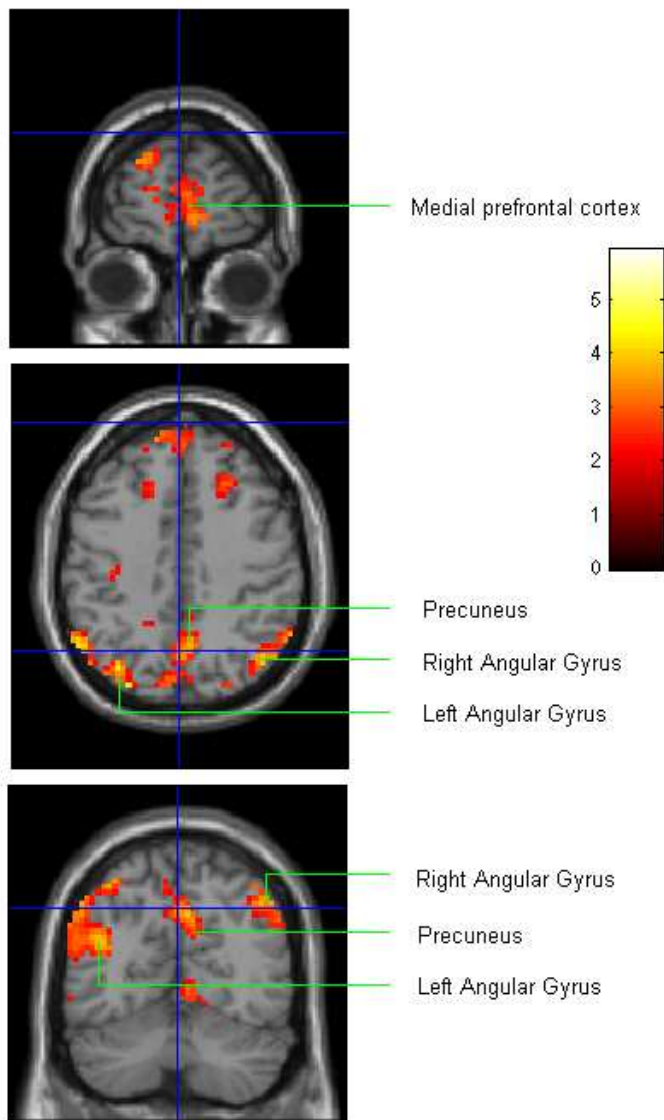 Medial prefrontal cortex
5
4
3
2
1
0
Precuneus
Right Angular Gyrus
Left Angular Gyrus
Right Angular Gyrus
Precuneus
Left Angular Gyrus